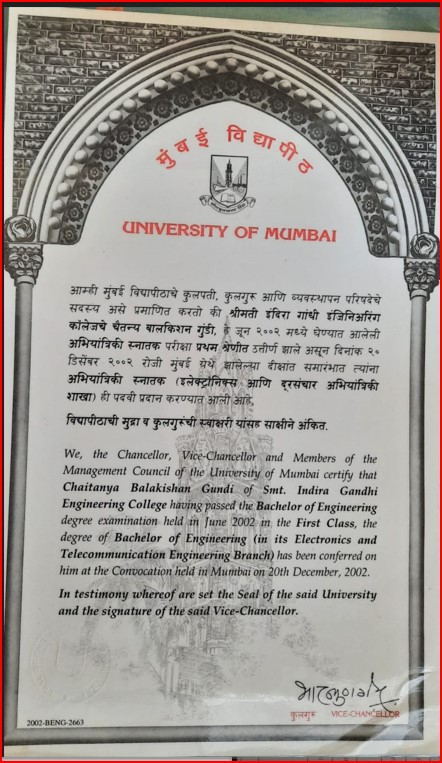 मुंबई विद्यापीठ
UNIVERSITY OF MUMBAI
आम्ही मुंबई विद्यापीठाचे कुलपती, कुलगुरू आणि व्यवस्थापन परिषदेचे
सदस्य असे प्रमाणित करतो की श्रीमती इंदिरा गांधी इंजिनिअरिंग
कॉलेजचे चैतन्य बालकिशन गुंडी, हे जून २००२ मध्ये घेण्यात आलेली
अभियांत्रिकी स्नातक परीक्षा प्रथम श्रेणीत उत्तीर्ण झाले असून दिनांक २०
डिसेंबर २००२ रोजी मुंबई येथे झालेल्या दीक्षांत समारंभात त्यांना
अभियांत्रिकी स्नातक (इलेक्ट्रॉनिक्स आणि दूरसंचार अभियांत्रिकी
शाखा) ही पदवी प्रदान करण्यात आली आहे.
विद्यापीठाची मुद्रा व कुलगुरूंची स्वाक्षरी यांसह साक्षीने अंकित.
We, the Chancellor, Vice-Chancellor and Members of the
Management Council of the University of Mumbai certify that
Chaitanya Balakishan Gundi of Smt. Indira Gandhi
Engineering College having passed the Bachelor of Engineering
degree examination held in June 2002 in the First Class, the
degree of Bachelor of Engineering (in its Electronics and
Telecommunication Engineering Branch) has been conferred on
him at the Convocation held in Mumbai on 20th December, 2002.
In testimony whereof are set the Seal of the said University
and the signature of the said Vice-Chancellor.
कुलगुरू VICE-CHANCELLOR
2002-BENG-2663